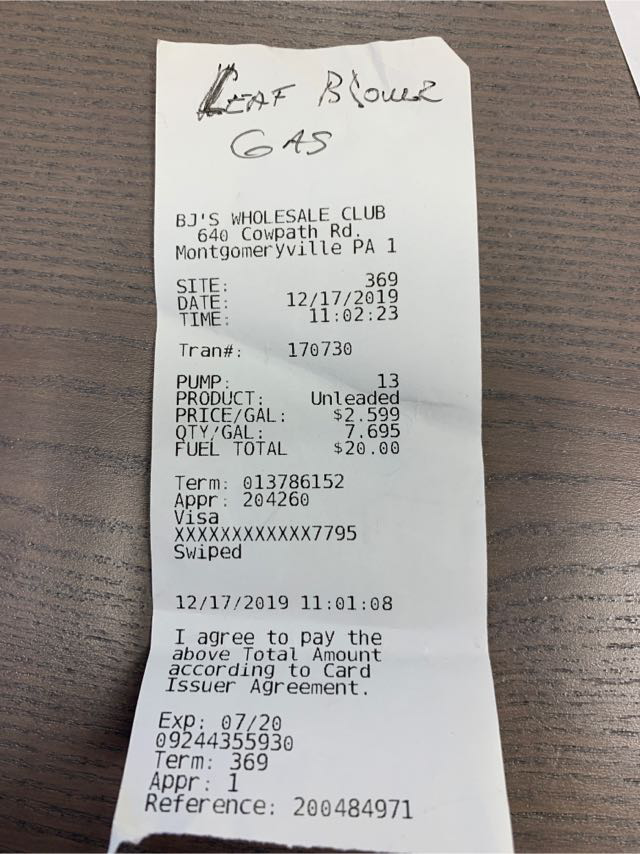 LEAF Blower
GAS
BJ'S WHOLESALE CLUB
640 Cowpath Rd.
Montgomeryville PA 1
SITE: 369
DATE: 12/17/2019
TIME: 11:02:23
Tran#: 170730
PUMP: 13
PRODUCT: Unleaded
PRICE/GAL: $2.599
QTY/GAL: 7.695
FUEL TOTAL $20.00
Term: 013786152
Appr: 204260
Visa
XXXXXXXXXXXX7795
Swiped
12/17/2019 11:01:08
I agree to pay the
above Total Amount
according to Card
Issuer Agreement.
Exp: 07/20
09244355930
Term: 369
Appr: 1
Reference: 200484971